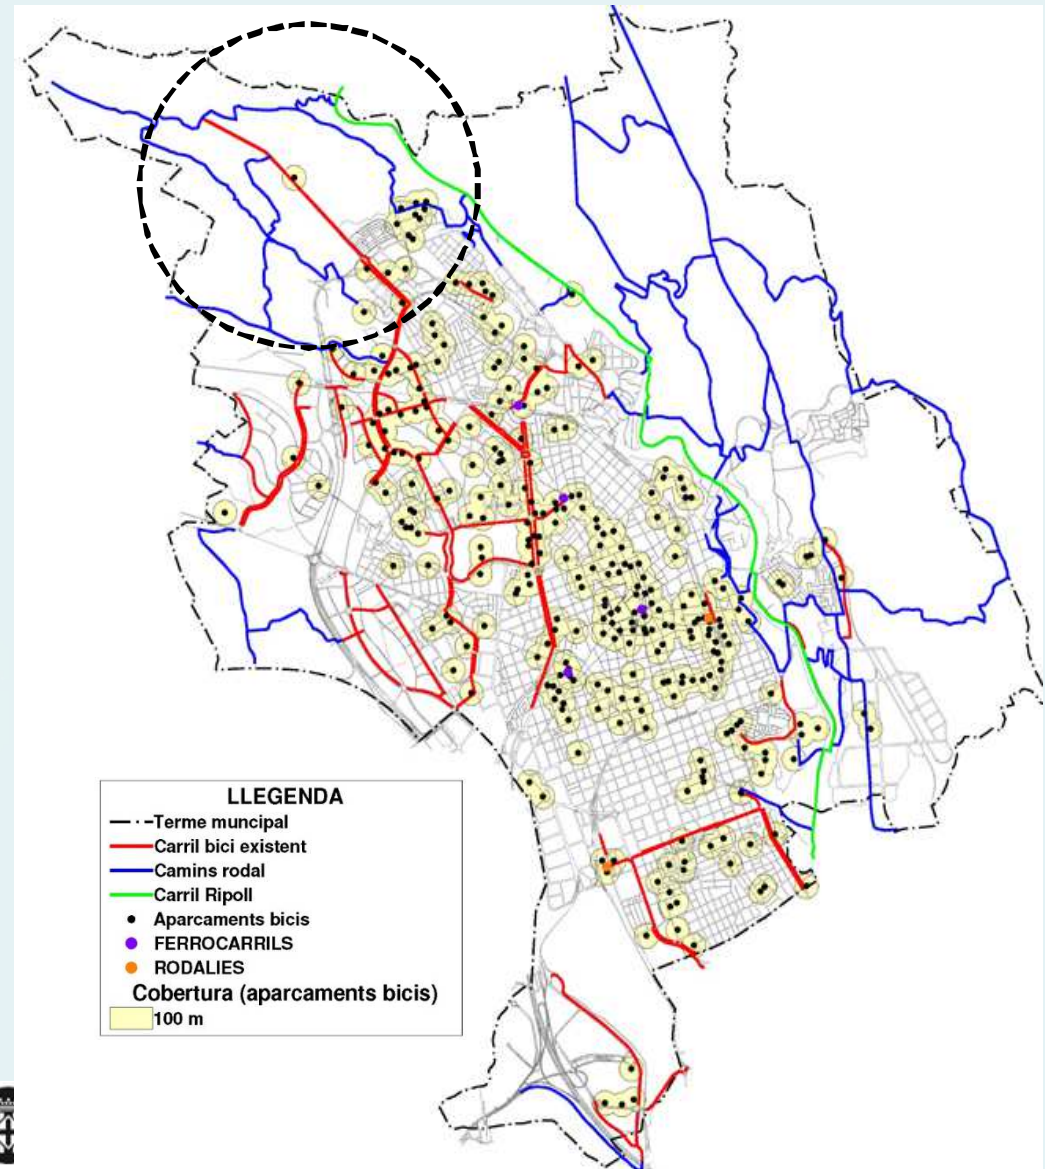 LLEGENDA
Terme muncipal
Carril bici existent
Camins rodal
Carril Ripoll
Aparcaments bicis
FERROCARRILS
RODALIES
Cobertura (aparcaments bicis)
100 m